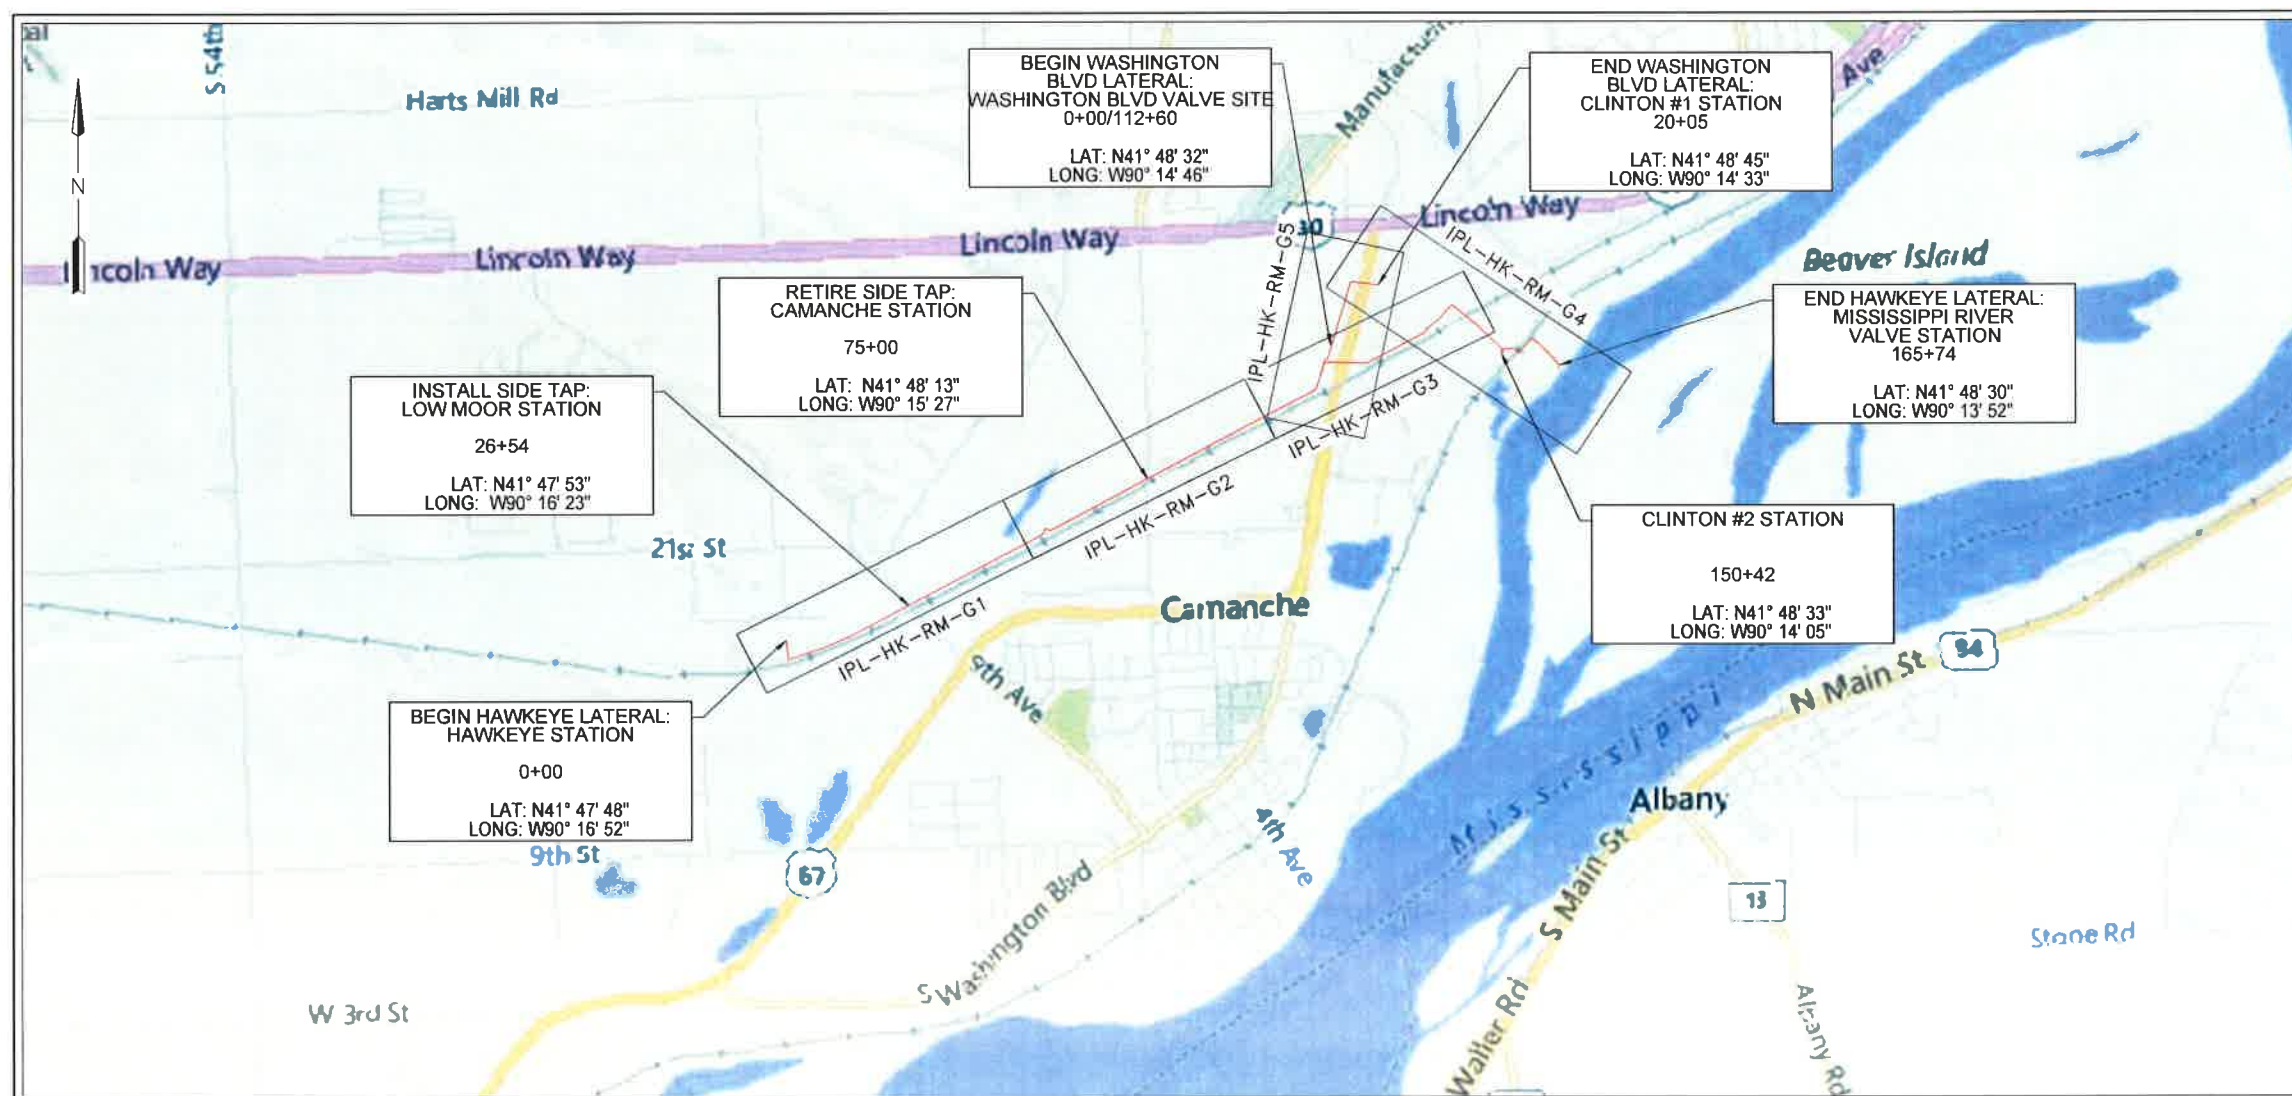 S 54th
Harts Mill Rd
N
Lincoln Way
Lincoln Way
Lincoln Way
Lincoln Way
30
Ave
BEGIN WASHINGTON
BLVD LATERAL:
WASHINGTON BLVD VALVE SITE
0+00/112+60
LAT: N41° 48' 32"
LONG: W90° 14' 46"
END WASHINGTON
BLVD LATERAL:
CLINTON #1 STATION
20+05
LAT: N41° 48' 45"
LONG: W90° 14' 33"
RETIRE SIDE TAP:
CAMANCHE STATION
75+00
LAT: N41° 48' 13"
LONG: W90° 15' 27"
Beaver Island
END HAWKEYE LATERAL:
MISSISSIPPI RIVER
VALVE STATION
165+74
LAT: N41° 48' 30"
LONG: W90° 13' 52"
INSTALL SIDE TAP:
LOW MOOR STATION
26+54
LAT: N41° 47' 53"
LONG: W90° 16' 23"
IPL-HK-RM-G5
IPL-HK-RM-G4
IPL-HK-RM-G3
IPL-HK-RM-G2
IPL-HK-RM-G1
21st St
CLINTON #2 STATION
150+42
LAT: N41° 48' 33"
LONG: W90° 14' 05"
Camanche
9th Ave
BEGIN HAWKEYE LATERAL:
HAWKEYE STATION
0+00
LAT: N41° 47' 48"
LONG: W90° 16' 52"
9th St
67
4th Ave
Mississippi
Albany
N Main St
S Main St
13
Stone Rd
S Washington Blvd
W 3rd St
Waller Rd
Albany Rd